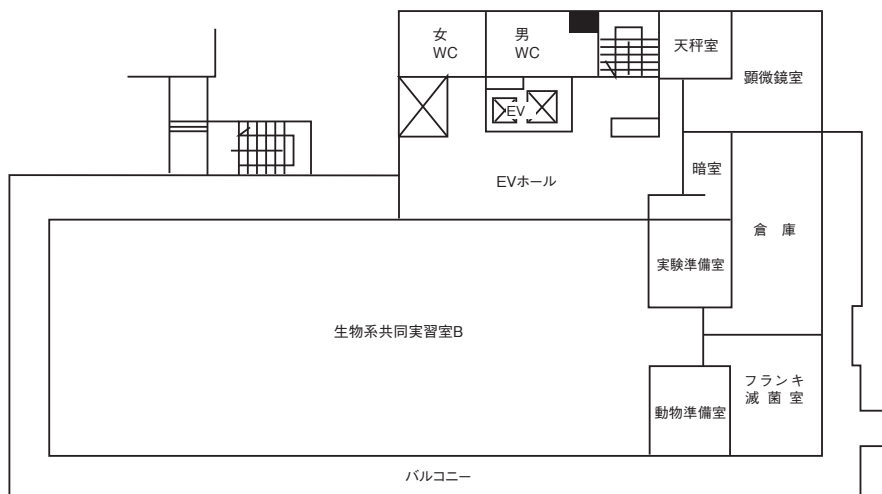 女
WC
男
WC
天秤室
顕微鏡室
EV
EVホール
暗室
倉 庫
実験準備室
生物系共同実習室B
フランキ
滅 菌 室
動物準備室
バルコニー